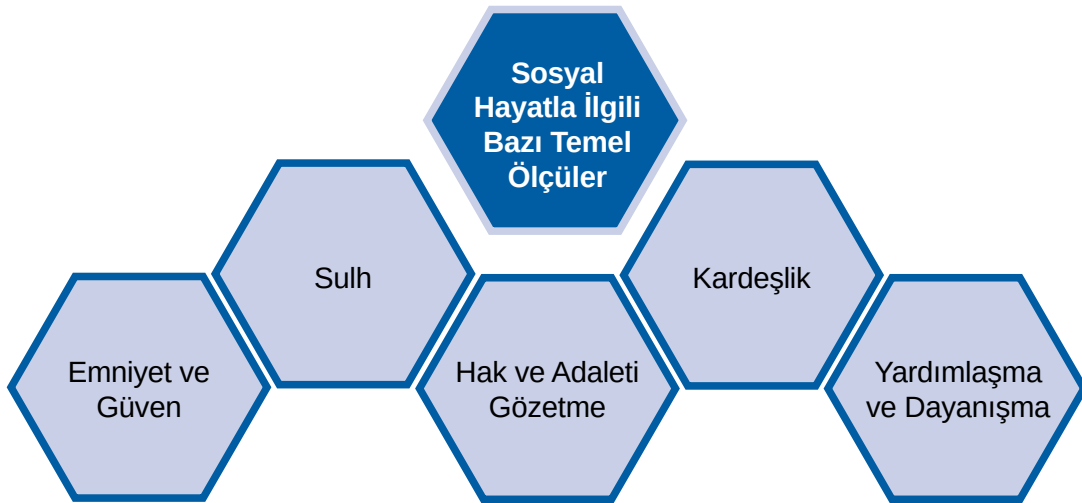 Sosyal
Hayatla İlgili
Bazı Temel
Ölçüler
Sulh
Kardeşlik
Emniyet ve
Güven
Hak ve Adaleti
Gözetme
Yardımlaşma
ve Dayanışma